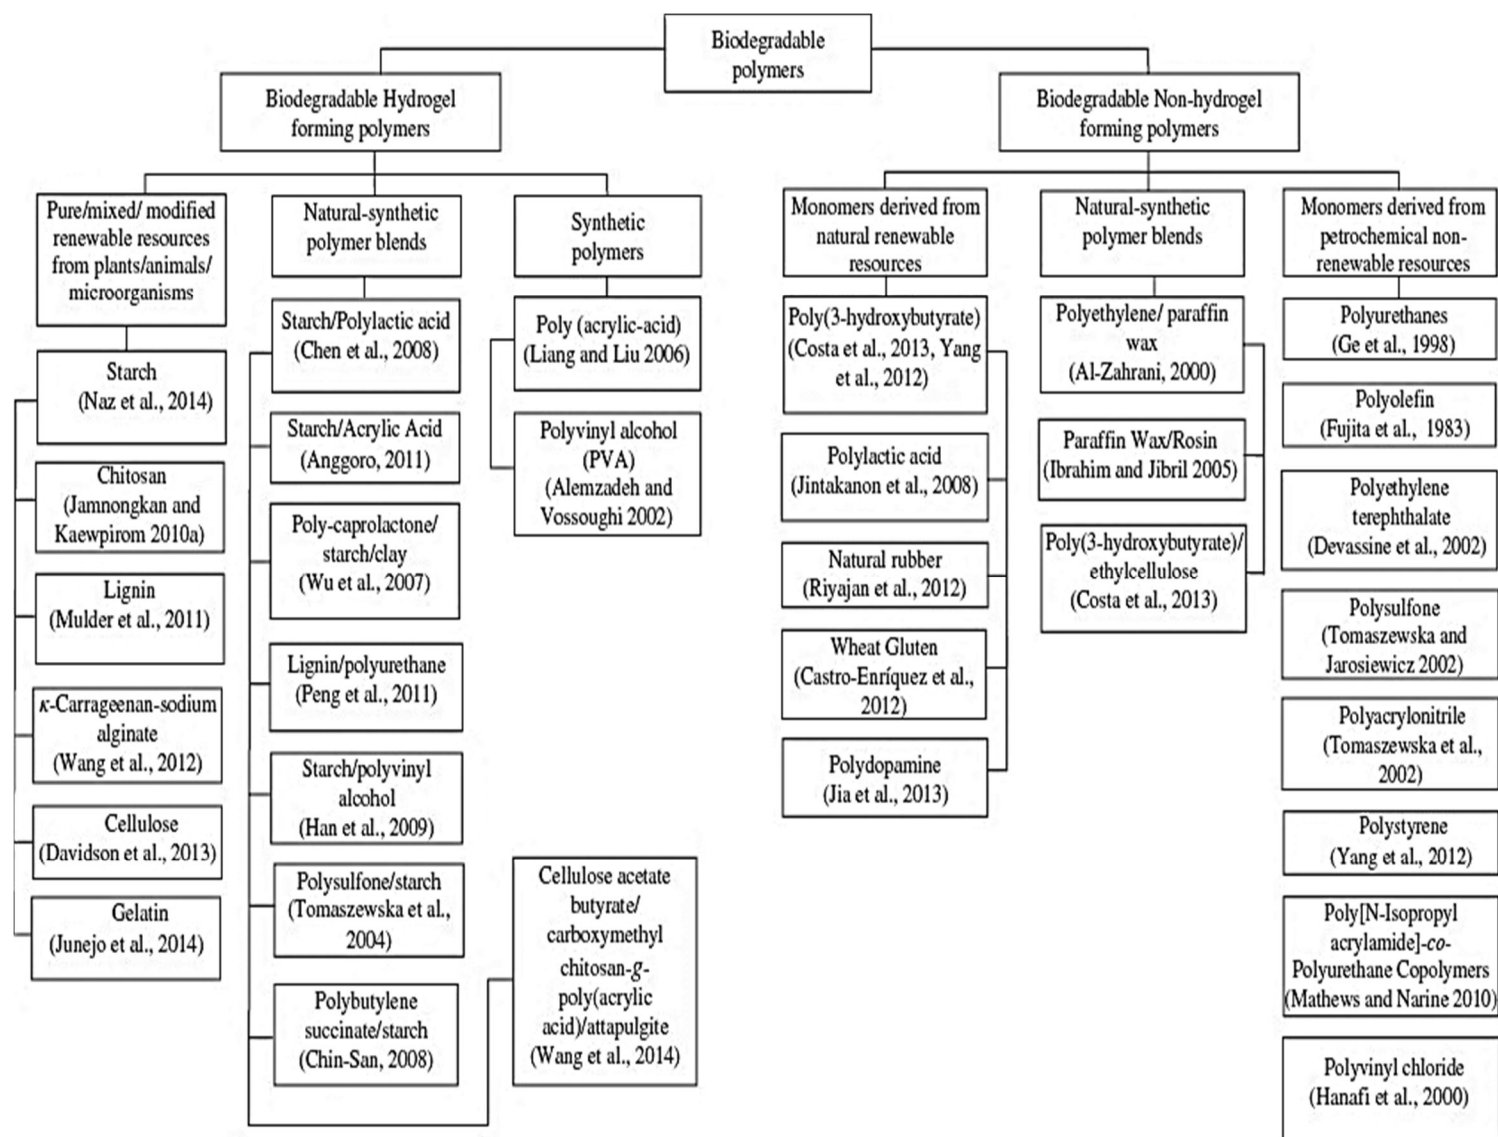 Biodegradable
polymers
Biodegradable Hydrogel
forming polymers
Biodegradable Non-hydrogel
forming polymers
Pure/mixed/ modified
renewable resources
from plants/animals/
microorganisms
Starch
(Naz et al., 2014)
Chitosan
(Jamnongkan and
Kaewpirom 2010a)
Lignin
(Mulder et al., 2011)
κ-Carrageenan-sodium
alginate
(Wang et al., 2012)
Cellulose
(Davidson et al., 2013)
Gelatin
(Junejo et al., 2014)
Natural-synthetic
polymer blends
Starch/Polylactic acid
(Chen et al., 2008)
Starch/Acrylic Acid
(Anggoro, 2011)
Poly-caprolactone/
starch/clay
(Wu et al., 2007)
Lignin/polyurethane
(Peng et al., 2011)
Starch/polyvinyl
alcohol
(Han et al., 2009)
Polysulfone/starch
(Tomaszewska et al.,
2004)
Polybutylene
succinate/starch
(Chin-San, 2008)
Cellulose acetate
butyrate/
carboxymethyl
chitosan-g-
poly(acrylic
acid)/attapulgite
(Wang et al., 2014)
Synthetic
polymers
Poly (acrylic-acid)
(Liang and Liu 2006)
Polyvinyl alcohol
(PVA)
(Alemzadeh and
Vossoughi 2002)
Monomers derived from
natural renewable
resources
Poly(3-hydroxybutyrate)
(Costa et al., 2013, Yang
et al., 2012)
Polylactic acid
(Jintakanon et al., 2008)
Natural rubber
(Riyajan et al., 2012)
Wheat Gluten
(Castro-Enríquez et al.,
2012)
Polydopamine
(Jia et al., 2013)
Natural-synthetic
polymer blends
Polyethylene/ paraffin
wax
(Al-Zahrani, 2000)
Paraffin Wax/Rosin
(Ibrahim and Jibril 2005)
Poly(3-hydroxybutyrate)/
ethylcellulose
(Costa et al., 2013)
Monomers derived from
petrochemical non-
renewable resources
Polyurethanes
(Ge et al., 1998)
Polyolefin
(Fujita et al., 1983)
Polyethylene
terephthalate
(Devassine et al., 2002)
Polysulfone
(Tomaszewska and
Jarosiewicz 2002)
Polyacrylonitrile
(Tomaszewska et al.,
2002)
Polystyrene
(Yang et al., 2012)
Poly[N-Isopropyl
acrylamide]-co-
Polyurethane Copolymers
(Mathews and Narine 2010)
Polyvinyl chloride
(Hanafi et al., 2000)